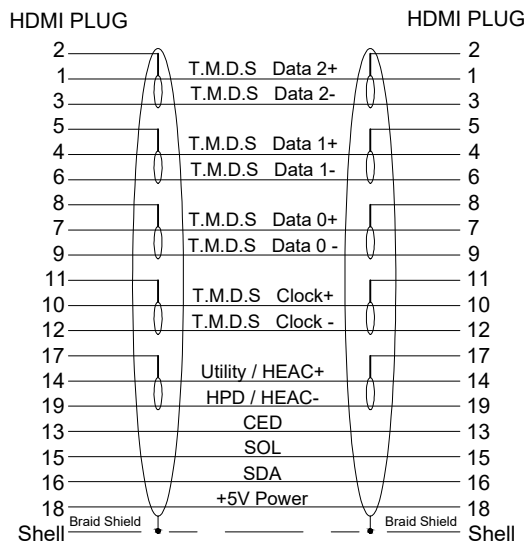 HDMI PLUG HDMI PLUG
2 2
1 T.M.D.S Data 2+ 1
3 T.M.D.S Data 2- 3
5 5
4 T.M.D.S Data 1+ 4
6 T.M.D.S Data 1- 6
8 8
7 T.M.D.S Data 0+ 7
9 T.M.D.S Data 0 - 9
11 11
10 T.M.D.S Clock+ 10
12 T.M.D.S Clock - 12
17 17
14 Utility / HEAC+ 14
19 HPD / HEAC- 19
13 CED 13
15 SOL 15
16 SDA 16
18 +5V Power 18
Shell Braid Shield Braid Shield Shell